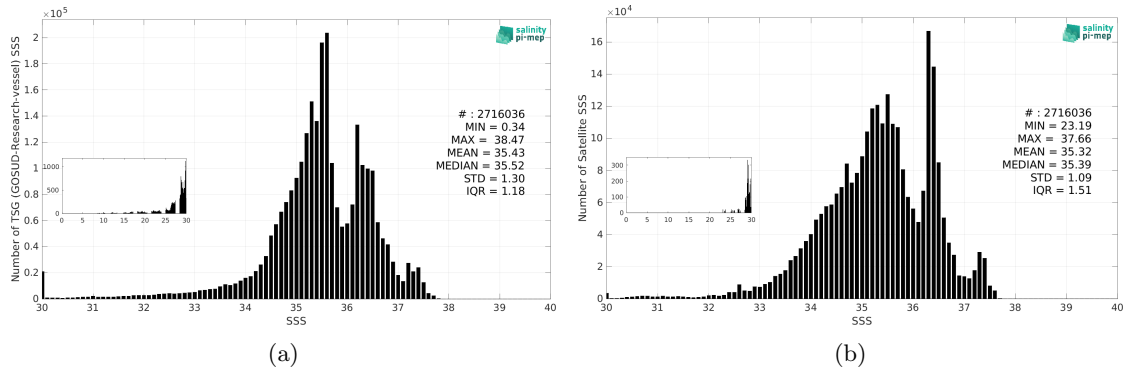 ×10^5
Number of TSG (GOSUD-Research-vessel) SSS
2
1.8
1.6
1.4
1.2
1
0.8
0.6
0.4
0.2
0
salinity
pi-mep
# : 2716036
MIN = 0.34
MAX = 38.47
MEAN = 35.43
MEDIAN = 35.52
STD = 1.30
IQR = 1.18
1000
500
0
0 5 10 15 20 25 30
30 31 32 33 34 35 36 37 38 39 40
SSS
(a)
×10^4
Number of Satellite SSS
16
14
12
10
8
6
4
2
0
salinity
pi-mep
# : 2716036
MIN = 23.19
MAX = 37.66
MEAN = 35.32
MEDIAN = 35.39
STD = 1.09
IQR = 1.51
300
200
100
0
0 5 10 15 20 25 30
30 31 32 33 34 35 36 37 38 39 40
SSS
(b)